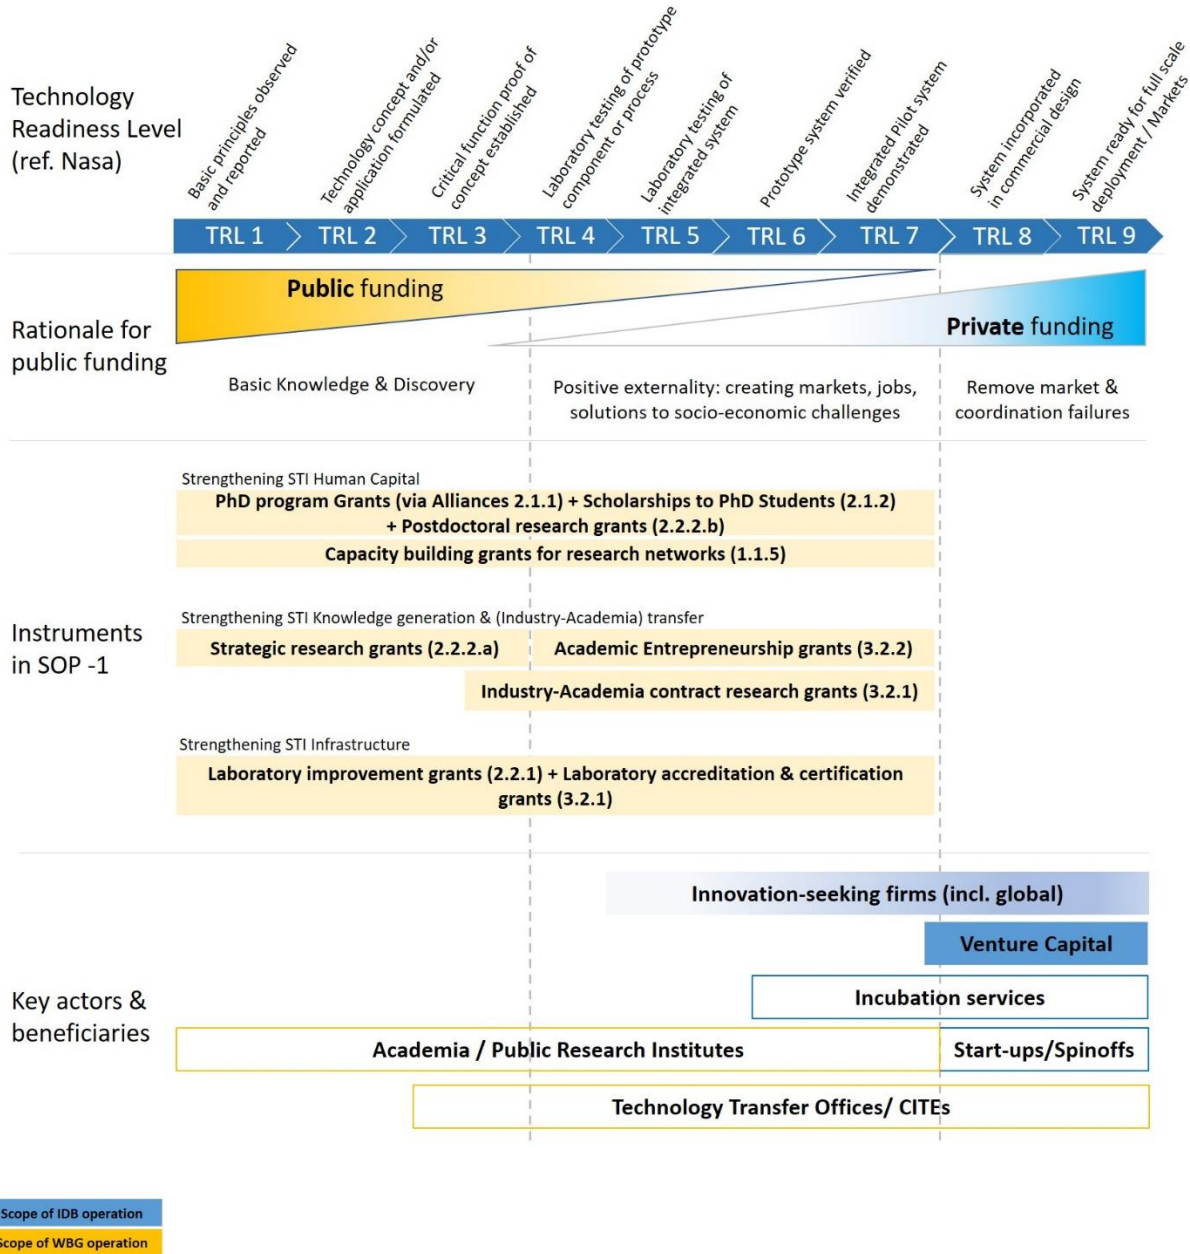 Technology
Readiness Level
(ref. Nasa)
Basic principles observed
and reported
Technology concept and/or
application formulated
Critical function proof of
concept established
Laboratory testing of prototype
component or process
Laboratory testing of
integrated system
Prototype system verified
Integrated Pilot system
demonstrated
System incorporated
in commercial design
System ready for full scale
deployment / Markets
TRL 1
TRL 2
TRL 3
TRL 4
TRL 5
TRL 6
TRL 7
TRL 8
TRL 9
Rationale for
public funding
Public funding
Private funding
Basic Knowledge & Discovery
Positive externality: creating markets, jobs,
solutions to socio-economic challenges
Remove market &
coordination failures
Instruments
in SOP -1
Strengthening STI Human Capital
PhD program Grants (via Alliances 2.1.1) + Scholarships to PhD Students (2.1.2)
+ Postdoctoral research grants (2.2.2.b)
Capacity building grants for research networks (1.1.5)
Strengthening STI Knowledge generation & (Industry-Academia) transfer
Strategic research grants (2.2.2.a)
Academic Entrepreneurship grants (3.2.2)
Industry-Academia contract research grants (3.2.1)
Strengthening STI Infrastructure
Laboratory improvement grants (2.2.1) + Laboratory accreditation & certification
grants (3.2.1)
Key actors &
beneficiaries
Innovation-seeking firms (incl. global)
Venture Capital
Incubation services
Academia / Public Research Institutes
Start-ups/Spinoffs
Technology Transfer Offices/ CITEs
Scope of IDB operation
Scope of WBG operation